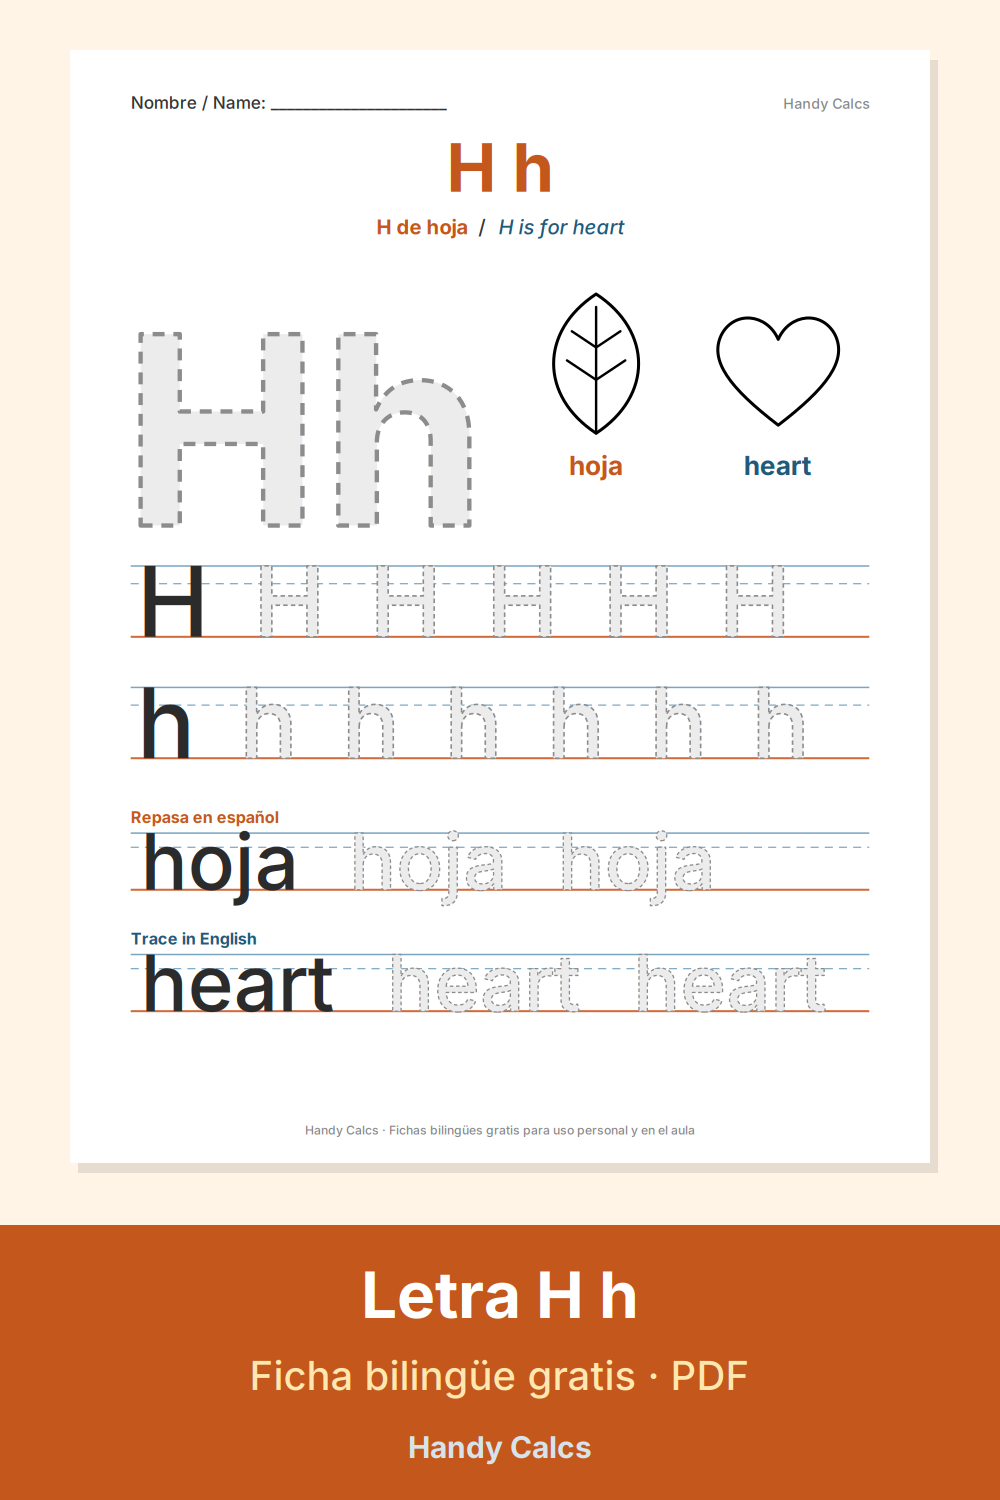 Nombre / Name: ______________________
Handy Calcs
H h
H de hoja / H is for heart
Hh
hoja heart
H H H H H H
h h h h h h h
Repasa en español
hoja hoja hoja
Trace in English
heart heart heart
Handy Calcs · Fichas bilingües gratis para uso personal y en el aula
Letra H h
Ficha bilingüe gratis · PDF
Handy Calcs